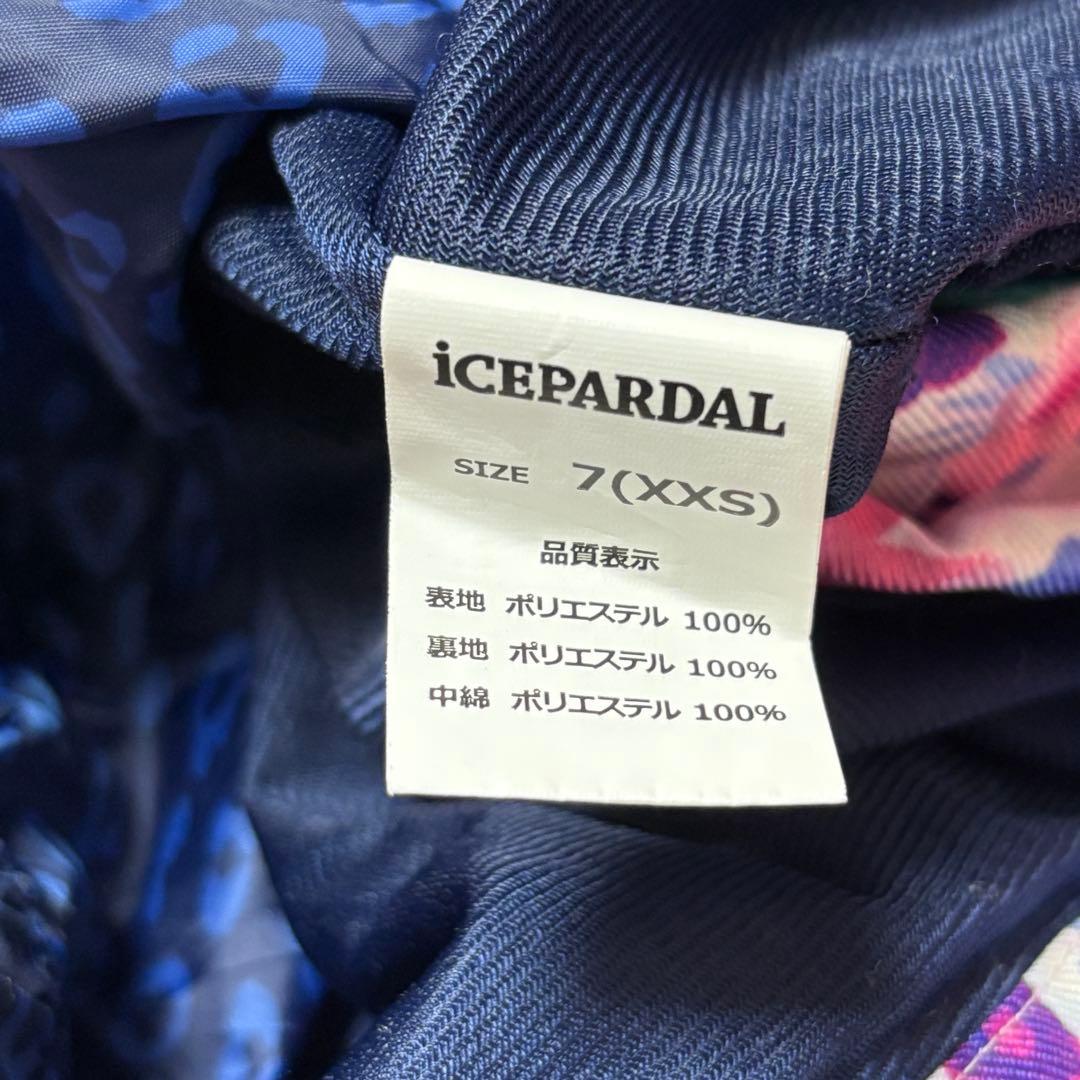 iCEPARDAL
SIZE 7(XXS)
品質表示
表地 ポリエステル 100%
裏地 ポリエステル 100%
中綿 ポリエステル 100%